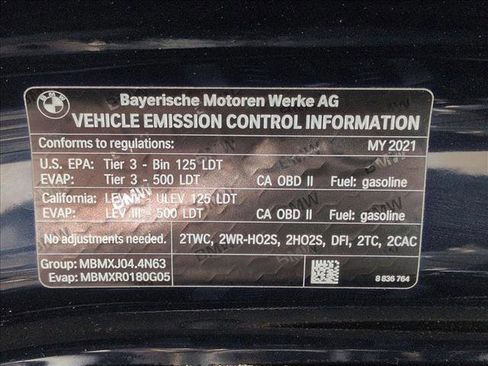 BMW
Bayerische Motoren Werke AG
VEHICLE EMISSION CONTROL INFORMATION
Conforms to regulations: MY 2021
U.S. EPA: Tier 3 - Bin 125 LDT
EVAP: Tier 3 - 500 LDT CA OBD II Fuel: gasoline
California: LEV ULEV 125 LDT
EVAP: LEV III - 500 LDT CA OBD II Fuel: gasoline
No adjustments needed. 2TWC, 2WR-HO2S, 2HO2S, DFI, 2TC, 2CAC
Group: MBMXJ04.4N63
Evap: MBMXR0180G05
8 836 764